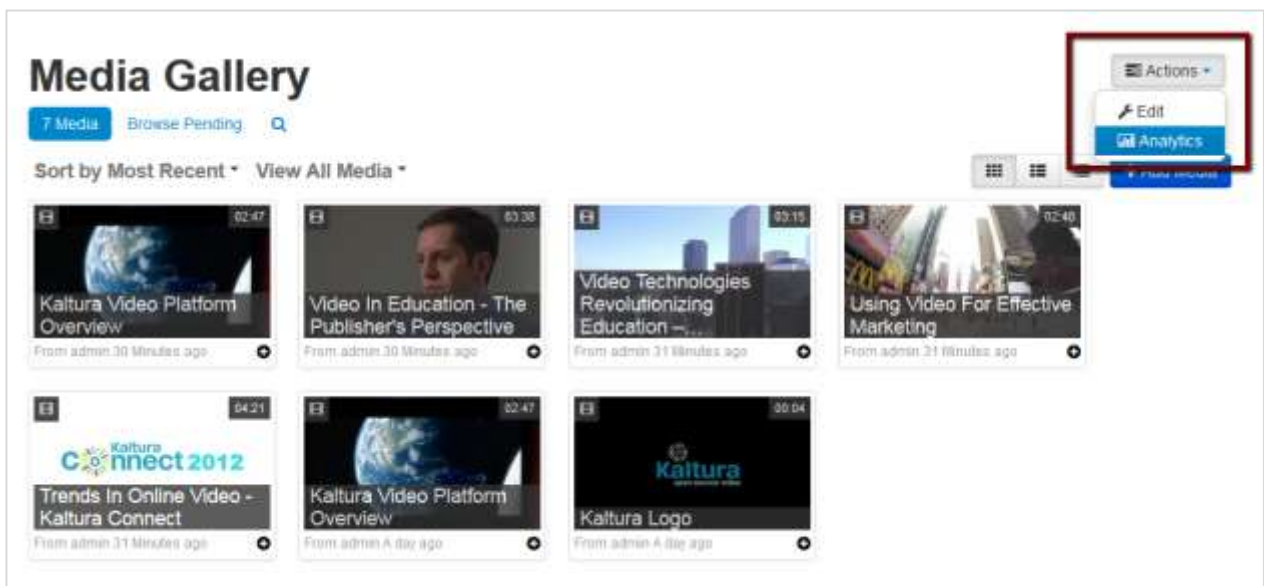 Media Gallery
Actions
Edit
Analytics
7 Media Browse Pending
Sort by Most Recent View All Media
Add Media
02:47
Kaltura Video Platform
Overview
From admin 30 Minutes ago
03:38
Video In Education - The
Publisher's Perspective
From admin 30 Minutes ago
03:15
Video Technologies
Revolutionizing
Education –...
From admin 31 Minutes ago
02:48
Using Video For Effective
Marketing
From admin 31 Minutes ago
04:21
Kaltura
Connect 2012
Trends In Online Video -
Kaltura Connect
From admin 31 Minutes ago
02:47
Kaltura Video Platform
Overview
From admin A day ago
00:04
Kaltura
Kaltura Logo
From admin A day ago